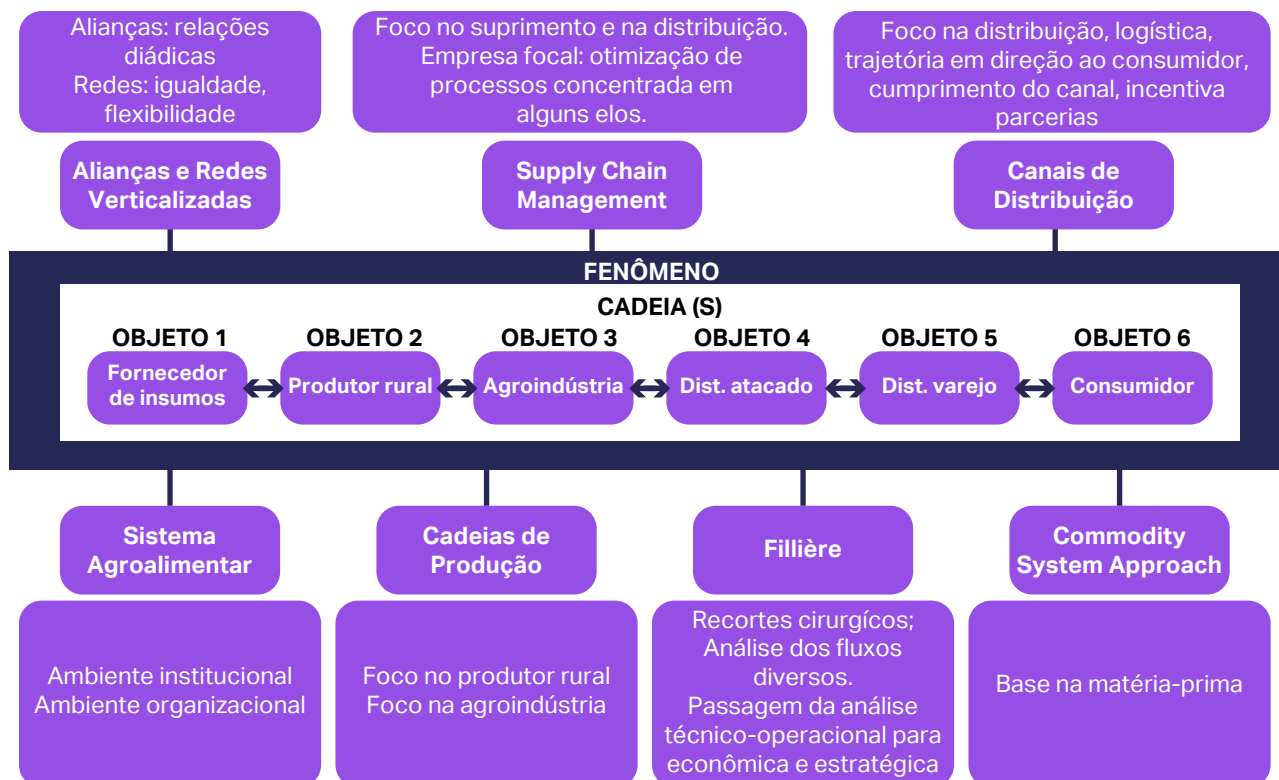 Alianças: relações
diádicas
Redes: igualdade,
flexibilidade
Foco no suprimento e na distribuição.
Empresa focal: otimização de
processos concentrada em
alguns elos.
Foco na distribuição, logística,
trajetória em direção ao consumidor,
cumprimento do canal, incentiva
parcerias
Alianças e Redes
Verticalizadas
Supply Chain
Management
Canais de
Distribuição
FENÔMENO
CADEIA (S)
OBJETO 1
OBJETO 2
OBJETO 3
OBJETO 4
OBJETO 5
OBJETO 6
Fornecedor
de insumos
Produtor rural
Agroindústria
Dist. atacado
Dist. varejo
Consumidor
Sistema
Agroalimentar
Cadeias de
Produção
Fillière
Commodity
System Approach
Ambiente institucional
Ambiente organizacional
Foco no produtor rural
Foco na agroindústria
Recortes cirurgícos;
Análise dos fluxos
diversos.
Passagem da análise
técnico-operacional para
econômica e estratégica
Base na matéria-prima